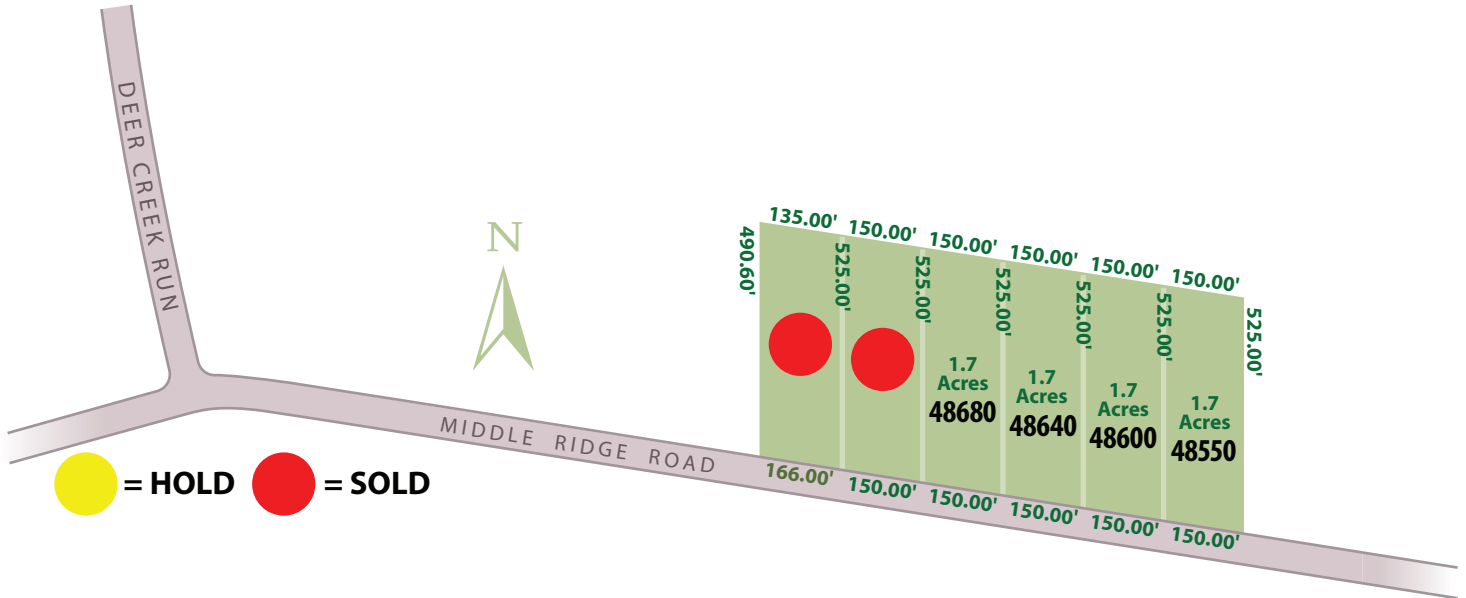 DEER CREEK RUN
N
135.00' 150.00' 150.00' 150.00' 150.00' 150.00'
490.60' 525.00' 525.00' 525.00' 525.00' 525.00' 525.00'
1.7
Acres
48680
1.7
Acres
48640
1.7
Acres
48600
1.7
Acres
48550
MIDDLE RIDGE ROAD
166.00' 150.00' 150.00' 150.00' 150.00' 150.00'
= HOLD = SOLD